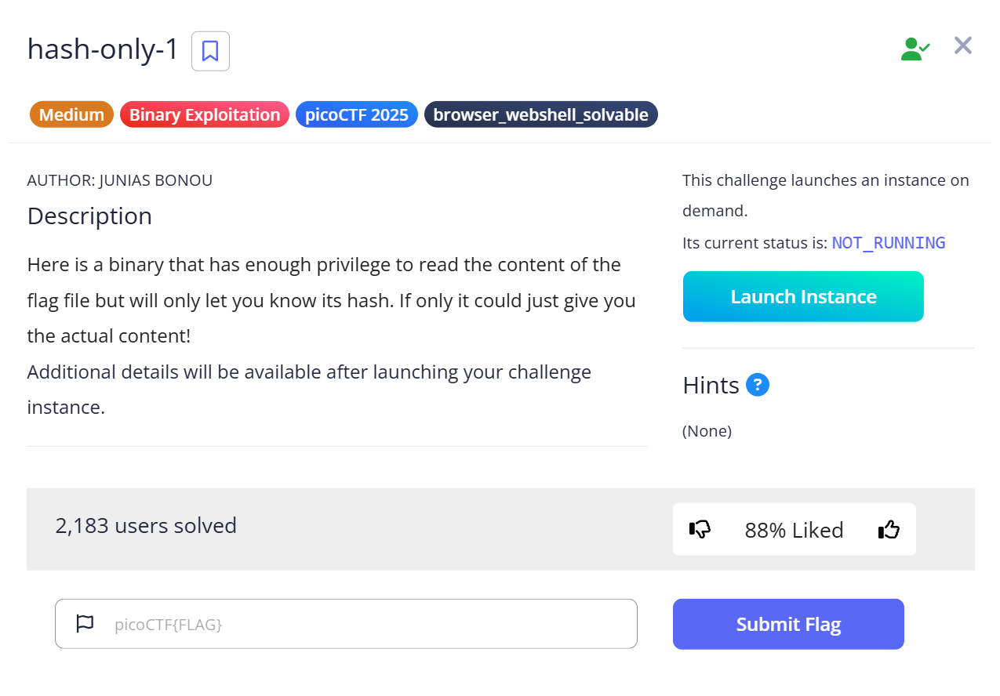 hash-only-1
Medium
Binary Exploitation
picoCTF 2025
browser_webshell_solvable
AUTHOR: JUNIAS BONOU
Description
Here is a binary that has enough privilege to read the content of the
flag file but will only let you know its hash. If only it could just give you
the actual content!
Additional details will be available after launching your challenge
instance.
This challenge launches an instance on
demand.
Its current status is: NOT_RUNNING
Launch Instance
Hints ?
(None)
2,183 users solved
88% Liked
picoCTF{FLAG}
Submit Flag